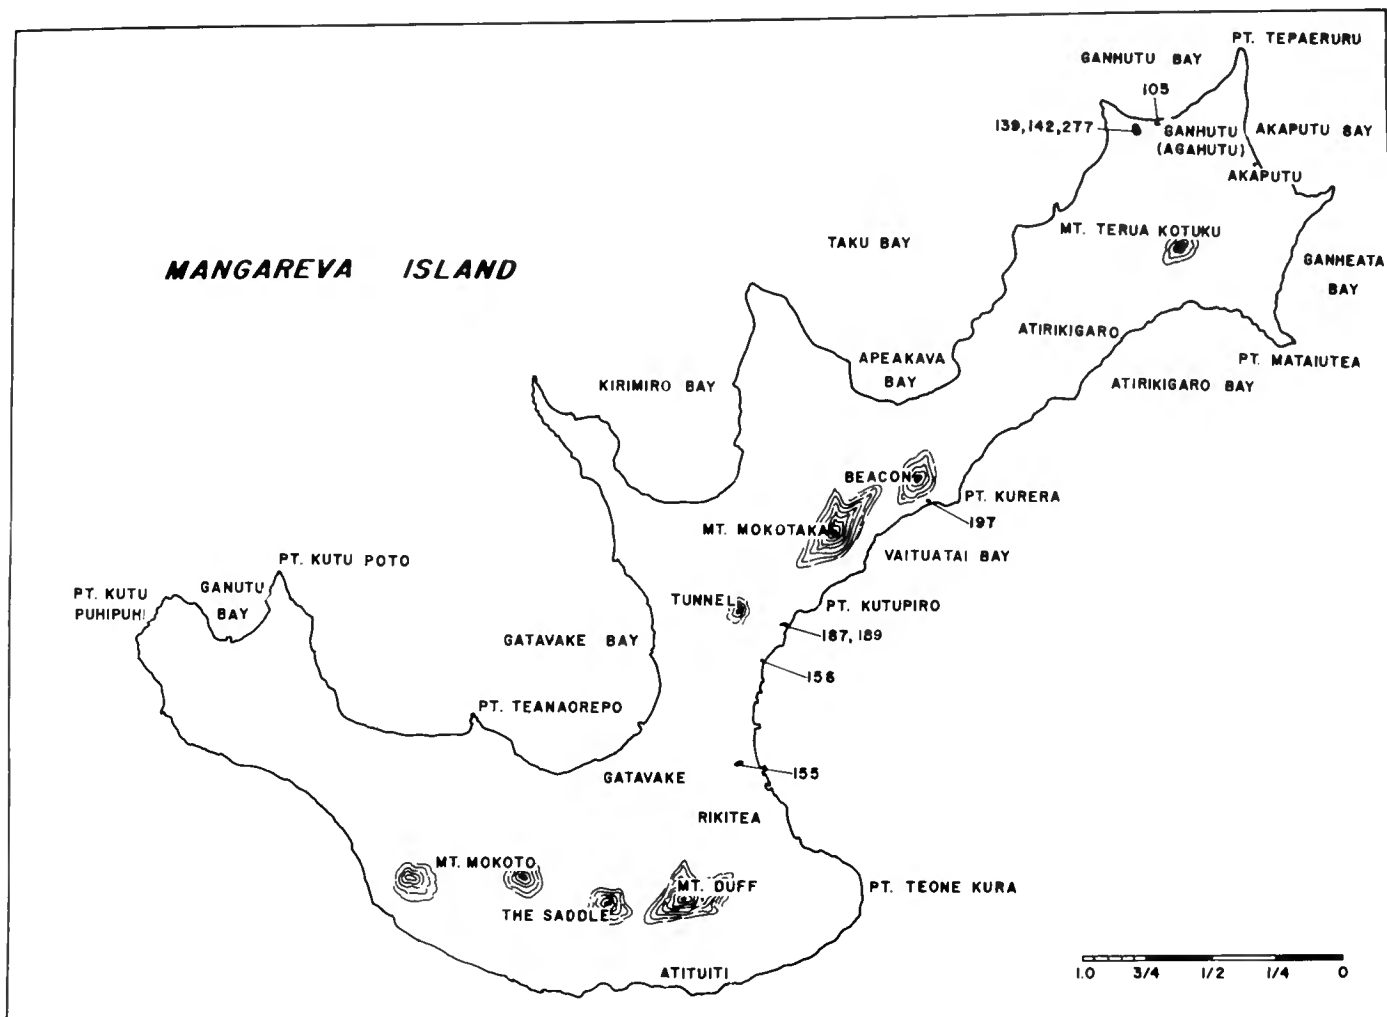 PT. TEPAERURU
GANHUTU BAY
105
139,142,277
GANHUTU
(AGAHUTU)
AKAPUTU BAY
AKAPUTU
MT. TERUA KOTUKU
TAKU BAY
MANGAREVA ISLAND
GANHEATA
BAY
ATIRIKIGARO
PT. MATAIUTEA
APEAKAVA
BAY
KIRIMIRO BAY
ATIRIKIGARO BAY
BEACON
PT. KURERA
197
MT. MOKOTAKA
VAITUATAI BAY
PT. KUTU POTO
GANUTU
BAY
PT. KUTU
PUHIPUHI
TUNNEL
PT. KUTUPIRO
187,189
GATAVAKE BAY
158
PT. TEANAOREPO
155
GATAVAKE
RIKITEA
MT. MOKOTO
MT. DUFF
PT. TEONE KURA
THE SADDLE
ATITUITI
1.0 3/4 1/2 1/4 0